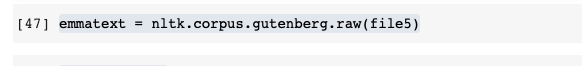 [47] emmatext = nltk.corpus.gutenberg.raw(file5)